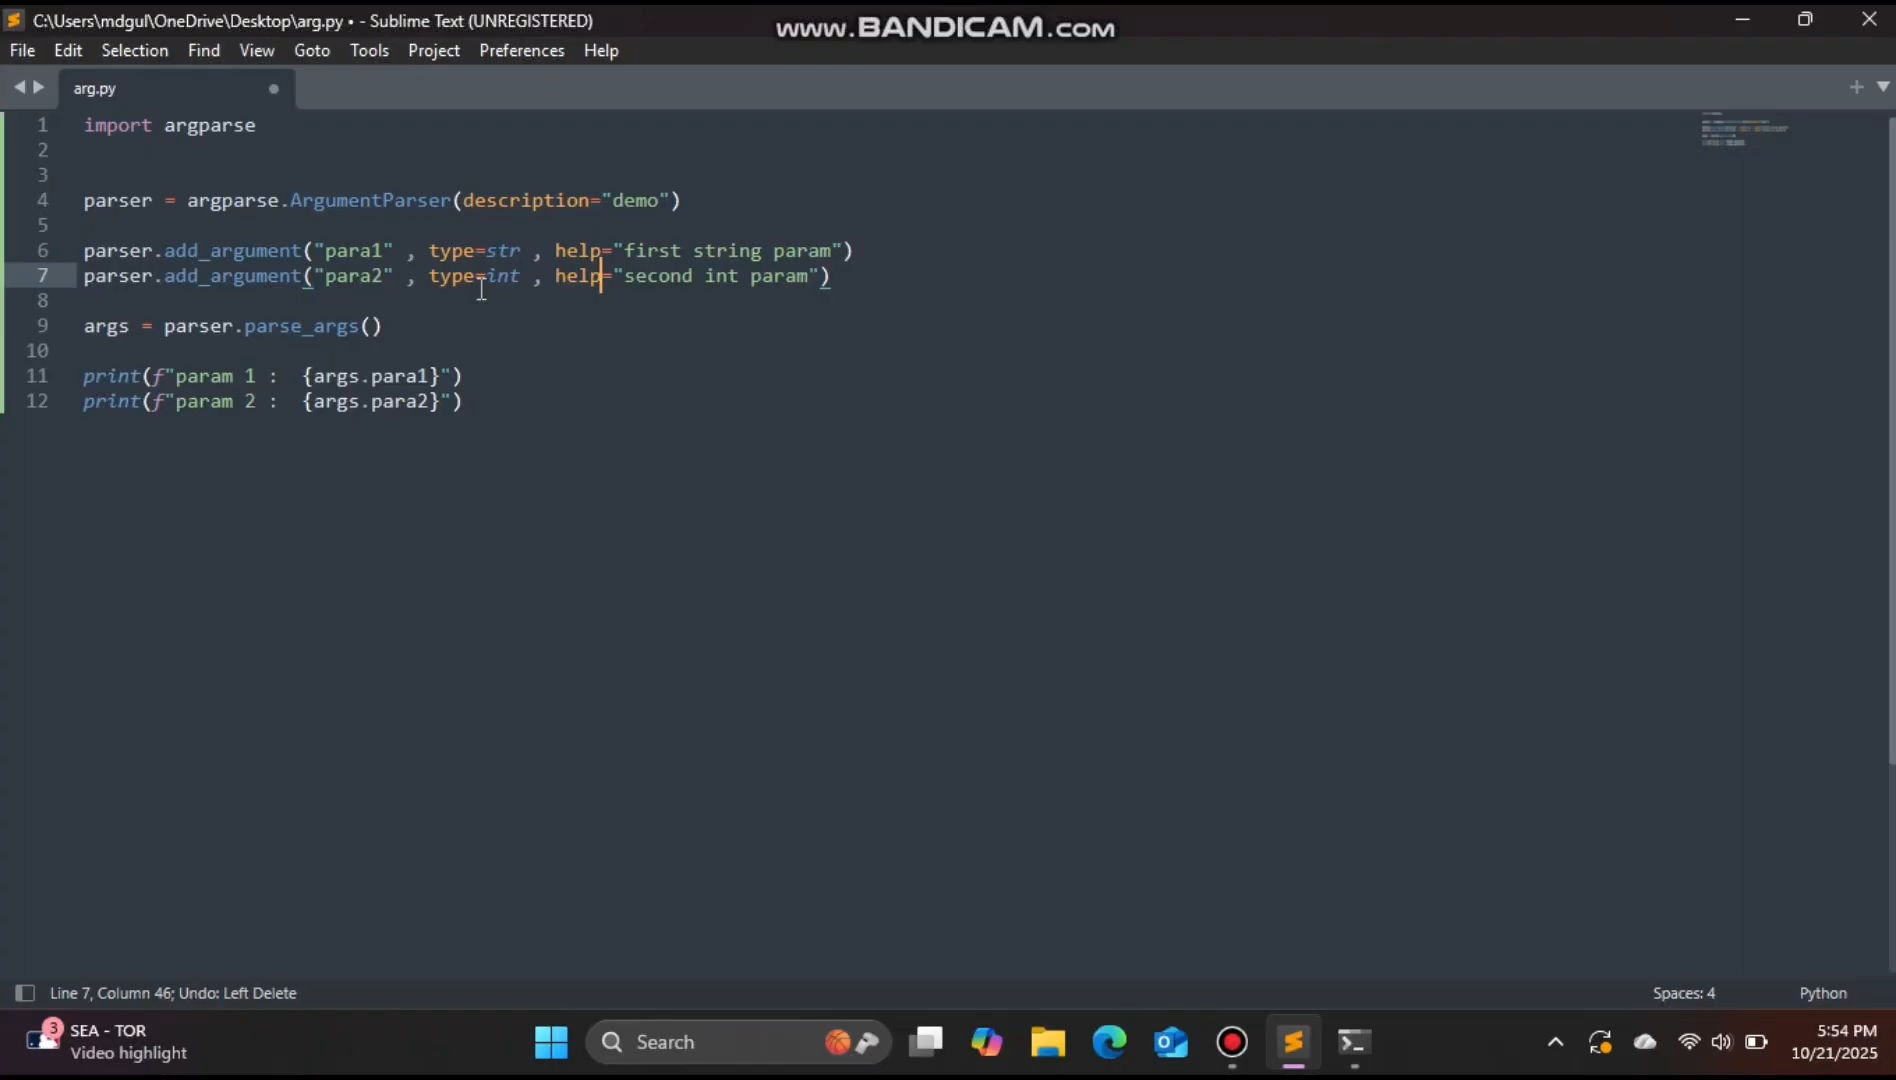 C:\Users\mdgul\OneDrive\Desktop\arg.py • - Sublime Text (UNREGISTERED)
www.BANDICAM.com
File Edit Selection Find View Goto Tools Project Preferences Help
arg.py
1 import argparse
2
3
4 parser = argparse.ArgumentParser(description="demo")
5
6 parser.add_argument("para1" , type=str , help="first string param")
7 parser.add_argument("para2" , type=int , help="second int param")
8
9 args = parser.parse_args()
10
11 print(f"param 1 :  {args.para1}")
12 print(f"param 2 :  {args.para2}")
Line 7, Column 46; Undo: Left Delete
Spaces: 4
Python
3
SEA - TOR
Video highlight
Search
5:54 PM
10/21/2025